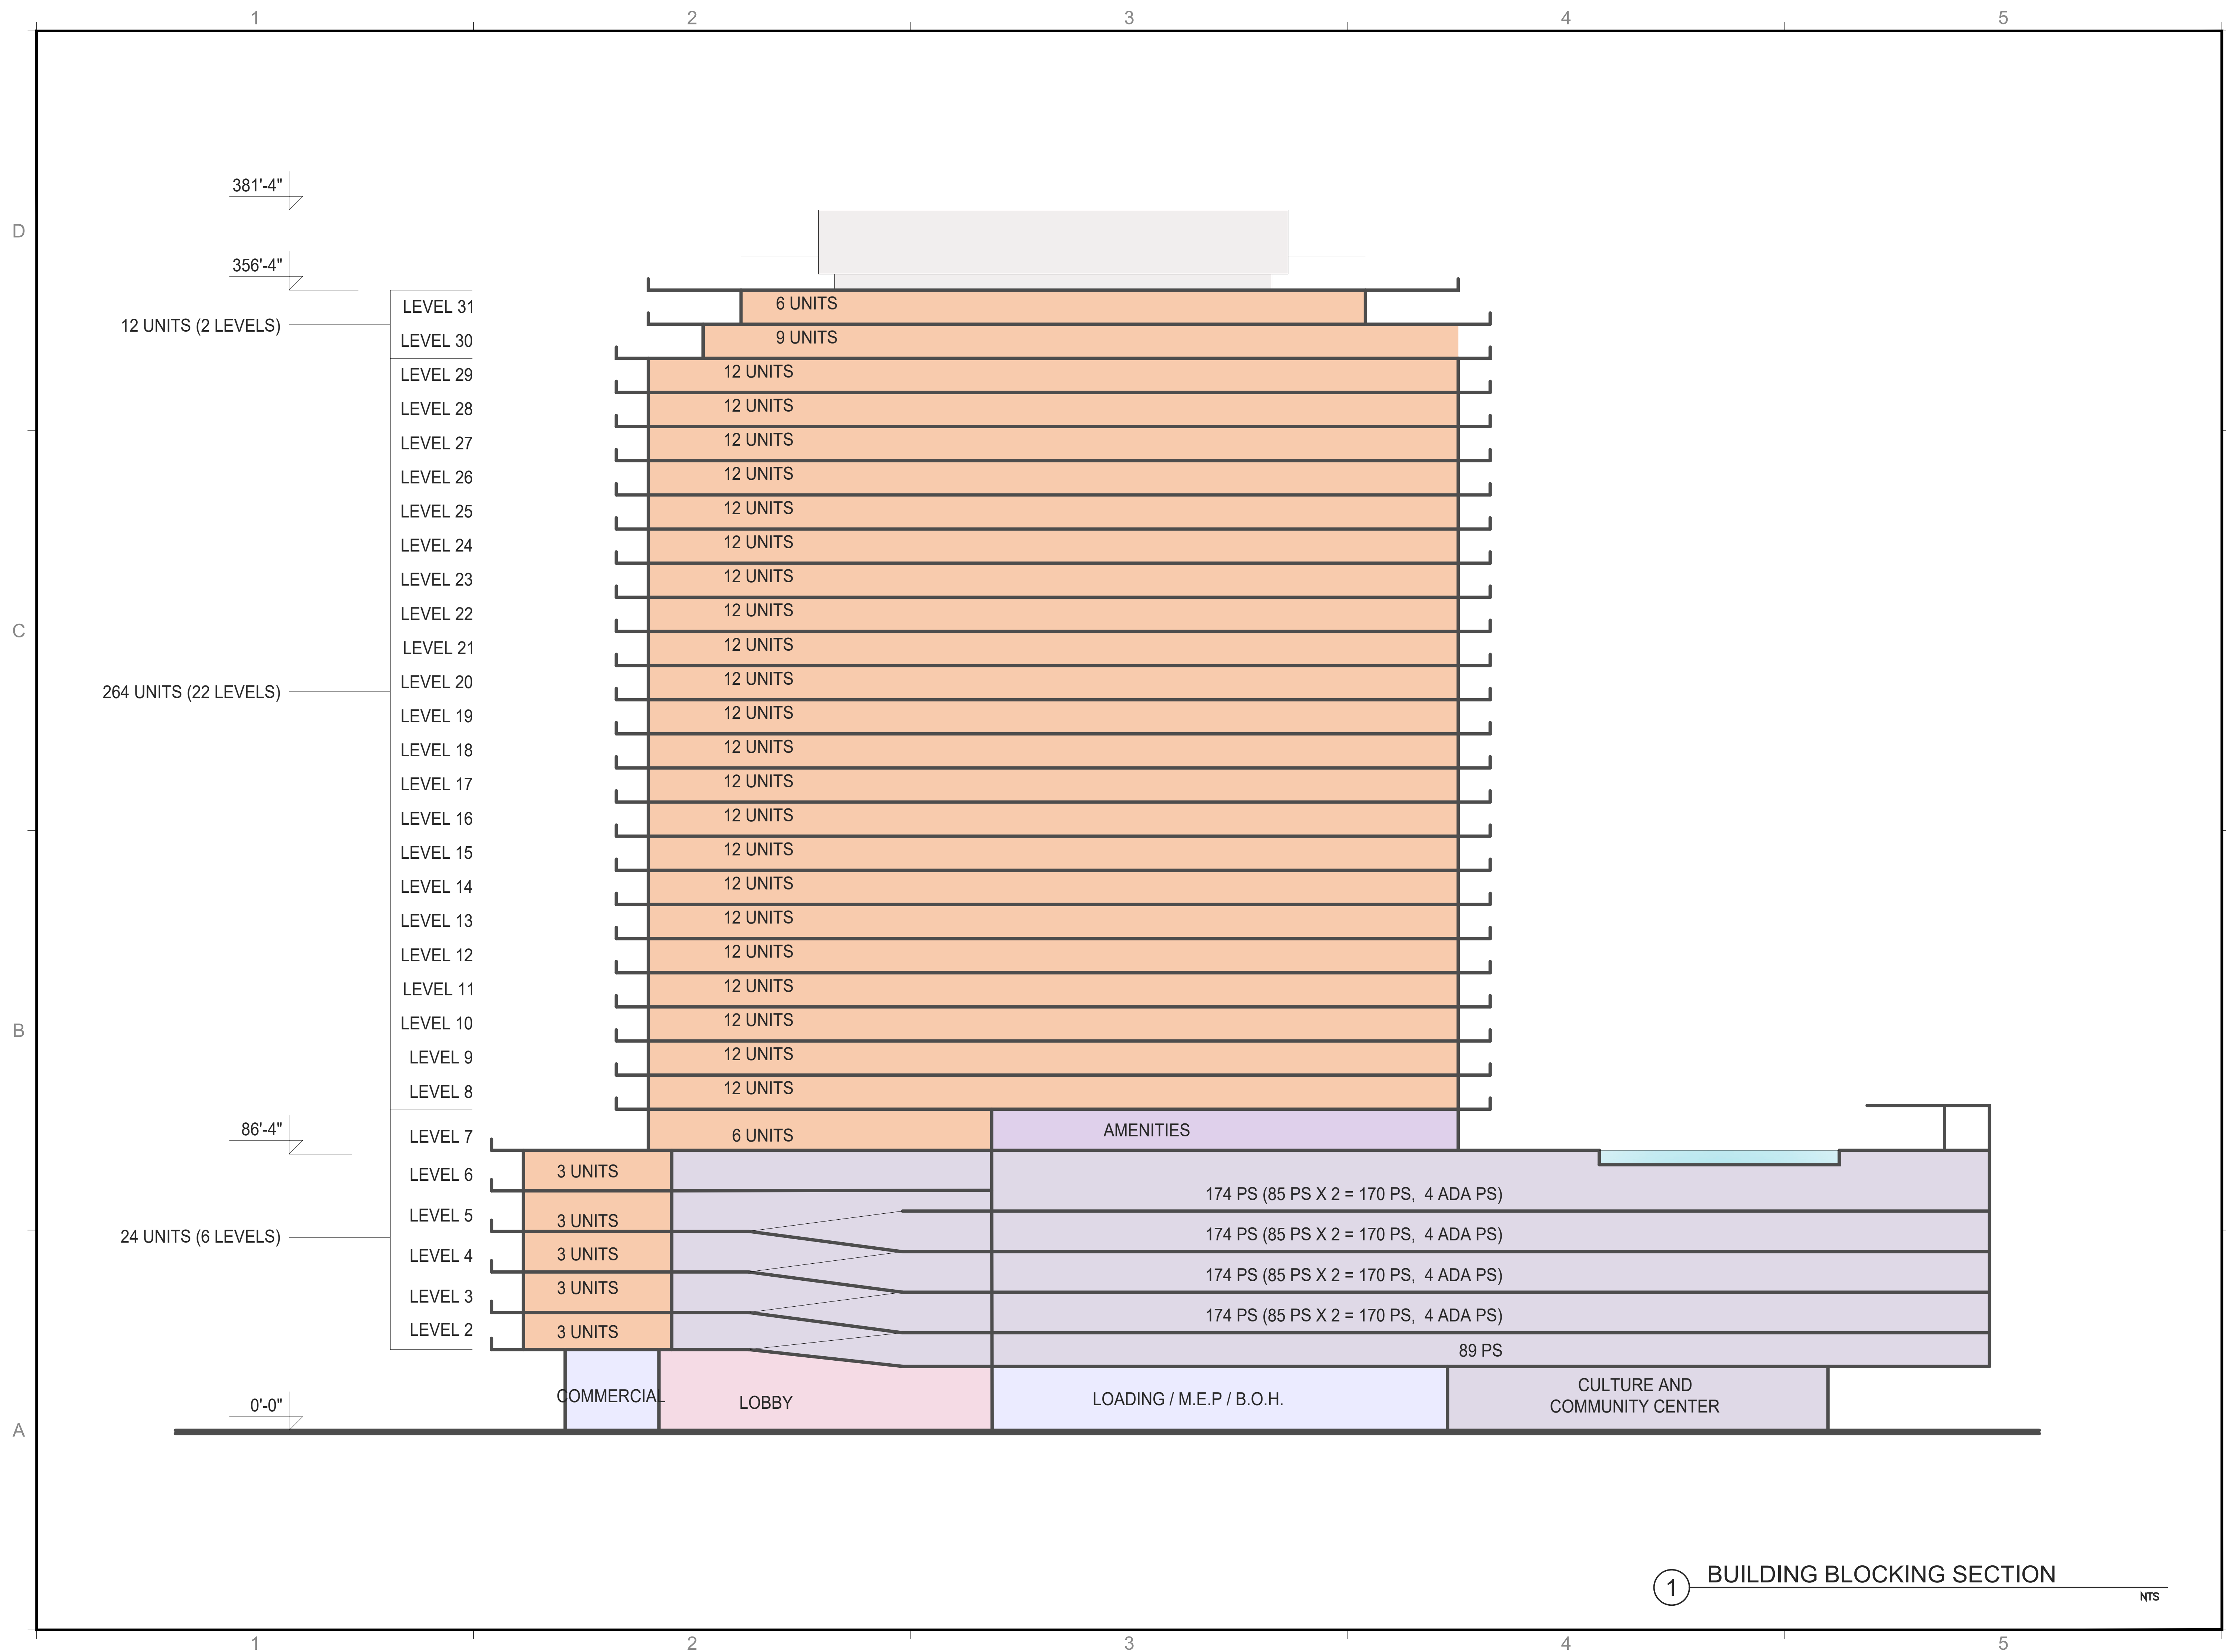 1 2 3 4 5
381'-4"
D
356'-4"
LEVEL 31 6 UNITS
12 UNITS (2 LEVELS)
LEVEL 30 9 UNITS
LEVEL 29 12 UNITS
LEVEL 28 12 UNITS
LEVEL 27 12 UNITS
LEVEL 26 12 UNITS
LEVEL 25 12 UNITS
LEVEL 24 12 UNITS
LEVEL 23 12 UNITS
LEVEL 22 12 UNITS
C
LEVEL 21 12 UNITS
LEVEL 20 12 UNITS
264 UNITS (22 LEVELS)
LEVEL 19 12 UNITS
LEVEL 18 12 UNITS
LEVEL 17 12 UNITS
LEVEL 16 12 UNITS
LEVEL 15 12 UNITS
LEVEL 14 12 UNITS
LEVEL 13 12 UNITS
LEVEL 12 12 UNITS
LEVEL 11 12 UNITS
LEVEL 10 12 UNITS
B
LEVEL 9 12 UNITS
LEVEL 8 12 UNITS
86'-4"
LEVEL 7 6 UNITS AMENITIES
LEVEL 6 3 UNITS
174 PS (85 PS X 2 = 170 PS, 4 ADA PS)
LEVEL 5 3 UNITS
24 UNITS (6 LEVELS)
174 PS (85 PS X 2 = 170 PS, 4 ADA PS)
LEVEL 4 3 UNITS
174 PS (85 PS X 2 = 170 PS, 4 ADA PS)
LEVEL 3 3 UNITS
174 PS (85 PS X 2 = 170 PS, 4 ADA PS)
LEVEL 2 3 UNITS
89 PS
0'-0"
COMMERCIAL
LOBBY
LOADING / M.E.P / B.O.H.
CULTURE AND
COMMUNITY CENTER
A
1 BUILDING BLOCKING SECTION
NTS
1 2 3 4 5